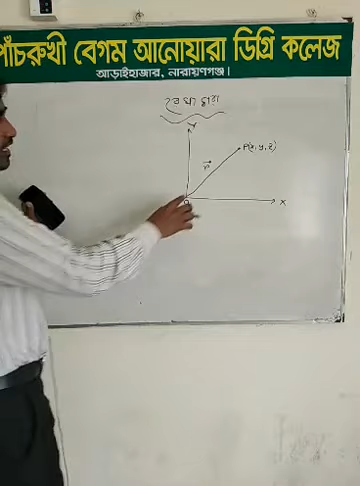 পাঁচরুখী বেগম আনোয়ারা ডিগ্রি কলেজ
আড়াইহাজার, নারায়ণগঞ্জ।
Y
P(x, y, z)
X